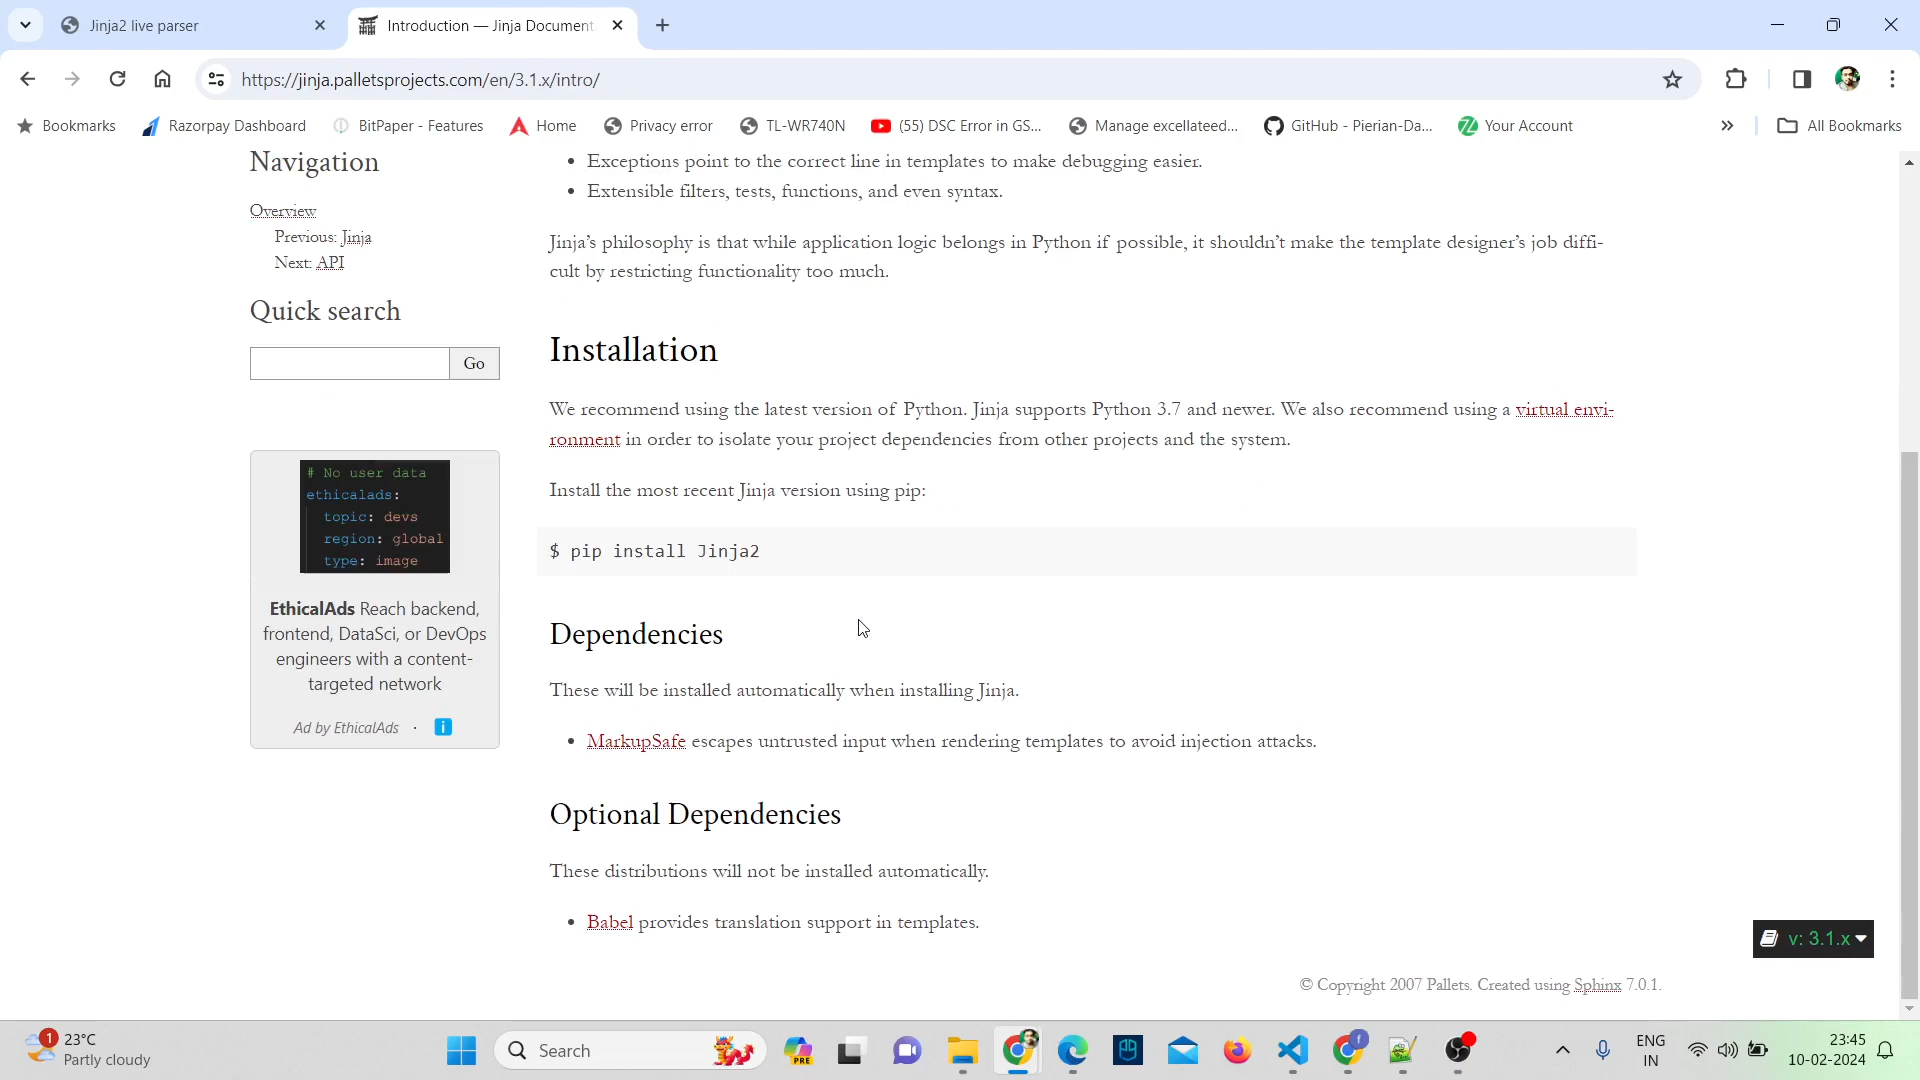 Jinja2 live parser
Introduction — Jinja Document
https://jinja.palletsprojects.com/en/3.1.x/intro/
Bookmarks
Razorpay Dashboard
BitPaper - Features
Home
Privacy error
TL-WR740N
(55) DSC Error in GS...
Manage excellateed...
GitHub - Pierian-Da...
Your Account
»
All Bookmarks
Navigation
Overview
Previous: Jinja
Next: API
Quick search
Go
# No user data
ethicalads:
topic: devs
region: global
type: image
EthicalAds Reach backend,
frontend, DataSci, or DevOps
engineers with a content-
targeted network
Ad by EthicalAds · i
• Exceptions point to the correct line in templates to make debugging easier.
• Extensible filters, tests, functions, and even syntax.
Jinja’s philosophy is that while application logic belongs in Python if possible, it shouldn’t make the template designer’s job diffi-
cult by restricting functionality too much.
Installation
We recommend using the latest version of Python. Jinja supports Python 3.7 and newer. We also recommend using a virtual envi-
ronment in order to isolate your project dependencies from other projects and the system.
Install the most recent Jinja version using pip:
$ pip install Jinja2
Dependencies
These will be installed automatically when installing Jinja.
• MarkupSafe escapes untrusted input when rendering templates to avoid injection attacks.
Optional Dependencies
These distributions will not be installed automatically.
• Babel provides translation support in templates.
v: 3.1.x
© Copyright 2007 Pallets. Created using Sphinx 7.0.1.
1
23°C
Partly cloudy
Search
PRE
ENG
IN
23:45
10-02-2024